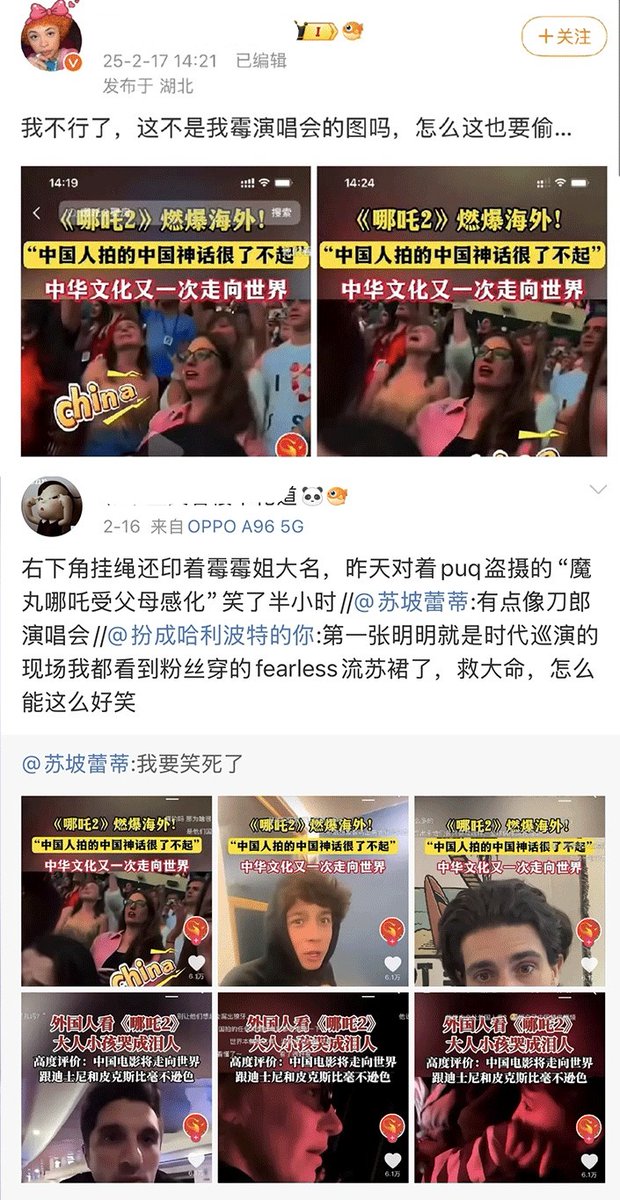 I
+关注
25-2-17 14:21 已编辑
发布于 湖北
我不行了，这不是我霉演唱会的图吗，怎么这也要偷...
14:19
14:24
搜索
《哪吒2》燃爆海外！
“中国人拍的中国神话很了不起”
中华文化又一次走向世界
china
《哪吒2》燃爆海外！
“中国人拍的中国神话很了不起”
中华文化又一次走向世界
2-16 来自 OPPO A96 5G
右下角挂绳还印着霉霉姐大名，昨天对着puq盗摄的“魔
丸哪吒受父母感化”笑了半小时//@苏坡蕾蒂:有点像刀郎
演唱会//@扮成哈利波特的你:第一张明明就是时代巡演的
现场我都看到粉丝穿的fearless流苏裙了，救大命，怎么
能这么好笑
@苏坡蕾蒂:我要笑死了
《哪吒2》燃爆海外！
“中国人拍的中国神话很了不起”
中华文化又一次走向世界
china
6.1万
《哪吒2》燃爆海外！
“中国人拍的中国神话很了不起”
中华文化又一次走向世界
6.1万
《哪吒2》燃爆海外！
“中国人拍的中国神话很了不起”
中华文化又一次走向世界
6.1万
外国人看《哪吒2》
大人小孩哭成泪人
高度评价：中国电影将走向世界
跟迪士尼和皮克斯比毫不逊色
外国人看《哪吒2》
大人小孩哭成泪人
高度评价：中国电影将走向世界
跟迪士尼和皮克斯比毫不逊色
外国人看《哪吒2》
大人小孩哭成泪人
高度评价：中国电影将走向世界
跟迪士尼和皮克斯比毫不逊色